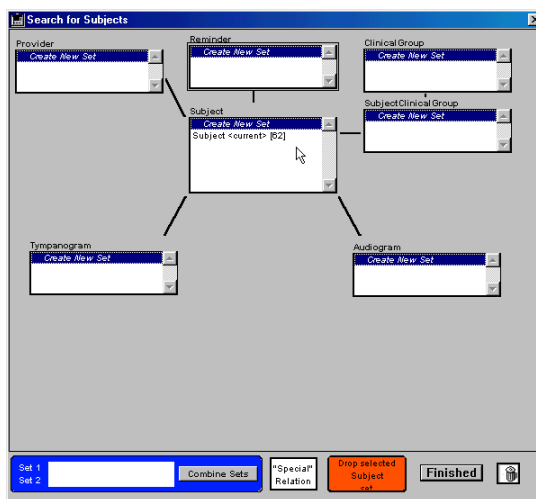 Search for Subjects
Provider
Create New Set
Reminder
Create New Set
Clinical Group
Create New Set
Subject
Create New Set
Subject <current> [62]
SubjectClinicalGroup
Create New Set
Tympanogram
Create New Set
Audiogram
Create New Set
Set 1
Set 2
Combine Sets
"Special"
Relation
Drop selected
Subject
set
Finished